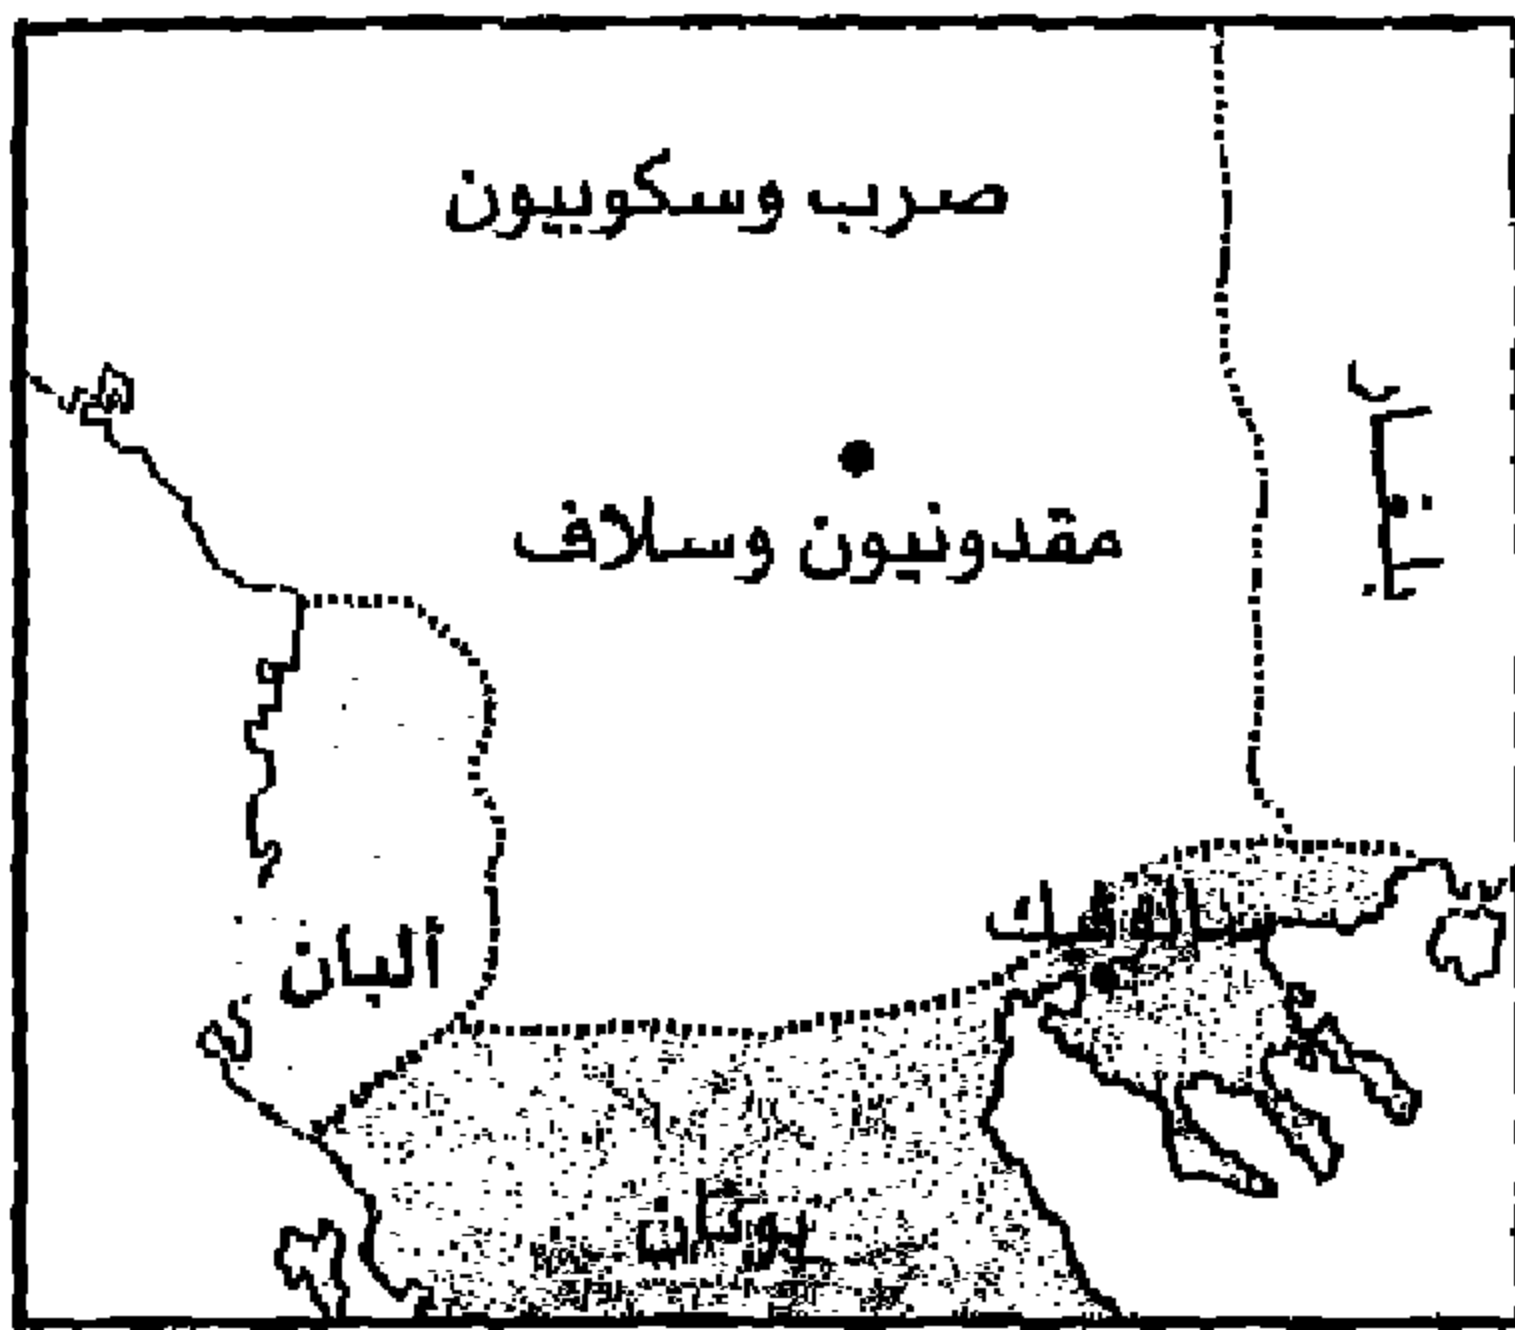 صرب وسكوبيون
مقدونيون وسلاف
سالونيك
ألبان
يونان